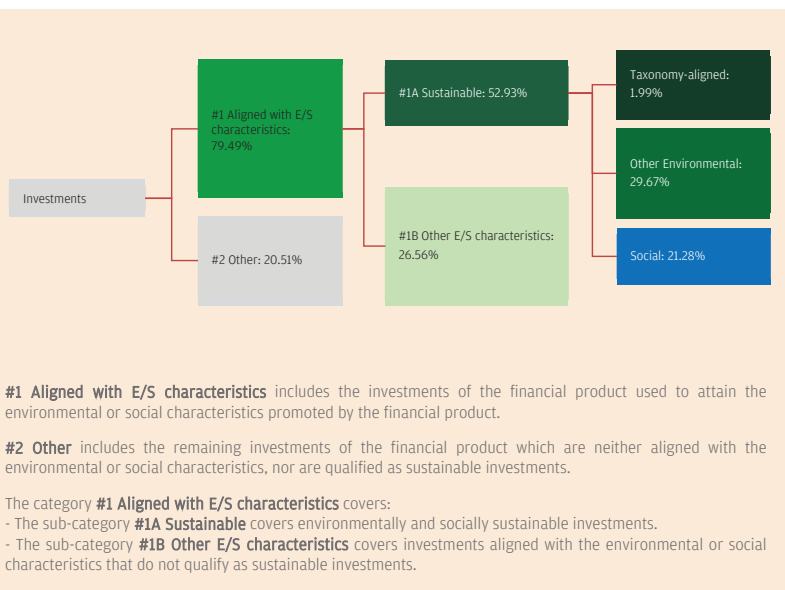 Investments
#1 Aligned with E/S
characteristics:
79.49%
#2 Other: 20.51%
#1A Sustainable: 52.93%
#1B Other E/S characteristics:
26.56%
Taxonomy-aligned:
1.99%
Other Environmental:
29.67%
Social: 21.28%
#1 Aligned with E/S characteristics includes the investments of the financial product used to attain the
environmental or social characteristics promoted by the financial product.
#2 Other includes the remaining investments of the financial product which are neither aligned with the
environmental or social characteristics, nor are qualified as sustainable investments.
The category #1 Aligned with E/S characteristics covers:
- The sub-category #1A Sustainable covers environmentally and socially sustainable investments.
- The sub-category #1B Other E/S characteristics covers investments aligned with the environmental or social
characteristics that do not qualify as sustainable investments.